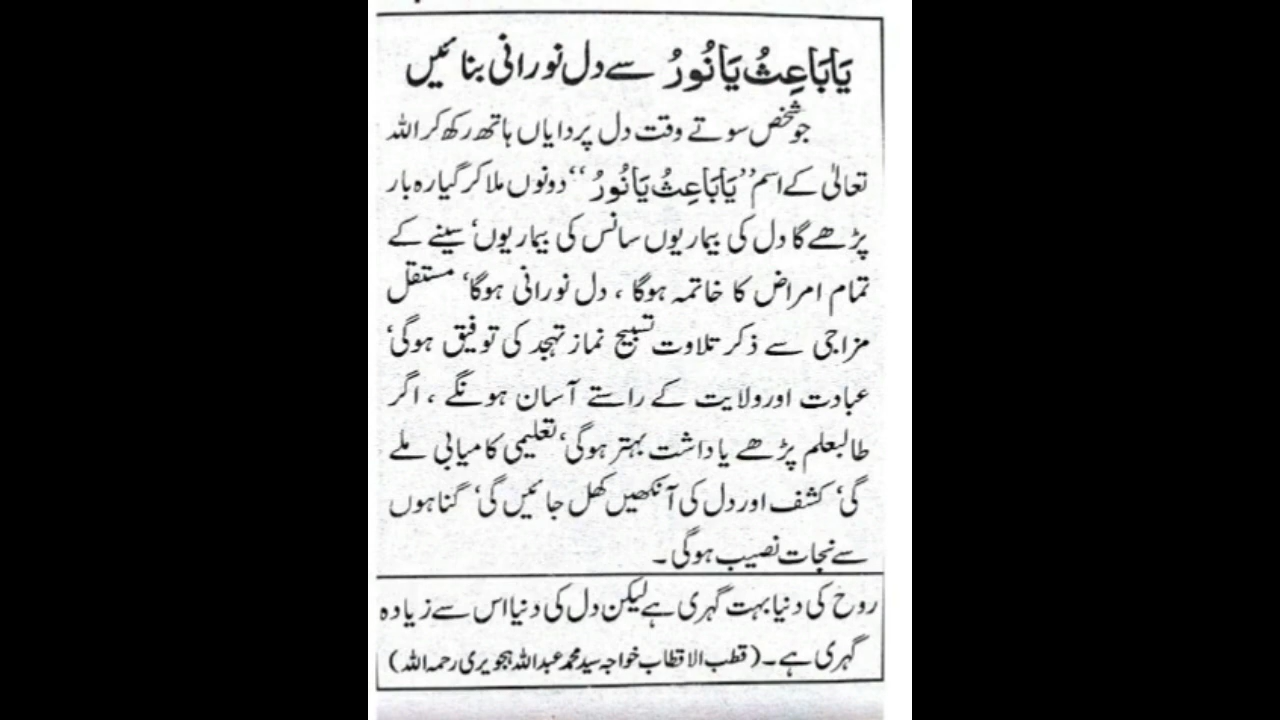 یَابَاعِثُ یَانُورُ سے دل نورانی بنائیں
جو شخص سوتے وقت دل پر دایاں ہاتھ رکھ کر اللہ
تعالیٰ کے اسم ’’یَابَاعِثُ یَانُورُ‘‘ دونوں ملا کر گیارہ بار
پڑھے گا دل کی بیماریوں سانس کی بیماریوں‘ سینے کے
تمام امراض کا خاتمہ ہوگا ، دل نورانی ہوگا‘ مستقل
مزاجی سے ذکر تلاوت تسبیح نماز تہجد کی توفیق ہوگی‘
عبادت اور ولایت کے راستے آسان ہونگے ، اگر
طالبعلم پڑھے یاداشت بہتر ہوگی‘ تعلیمی کامیابی ملے
گی‘ کشف اور دل کی آنکھیں کھل جائیں گی‘ گناہوں
سے نجات نصیب ہوگی۔
روح کی دنیا بہت گہری ہے لیکن دل کی دنیا اس سے زیادہ
گہری ہے۔ (قطب الاقطاب خواجہ سید محمد عبداللہ ہجویری رحمہ اللہ)